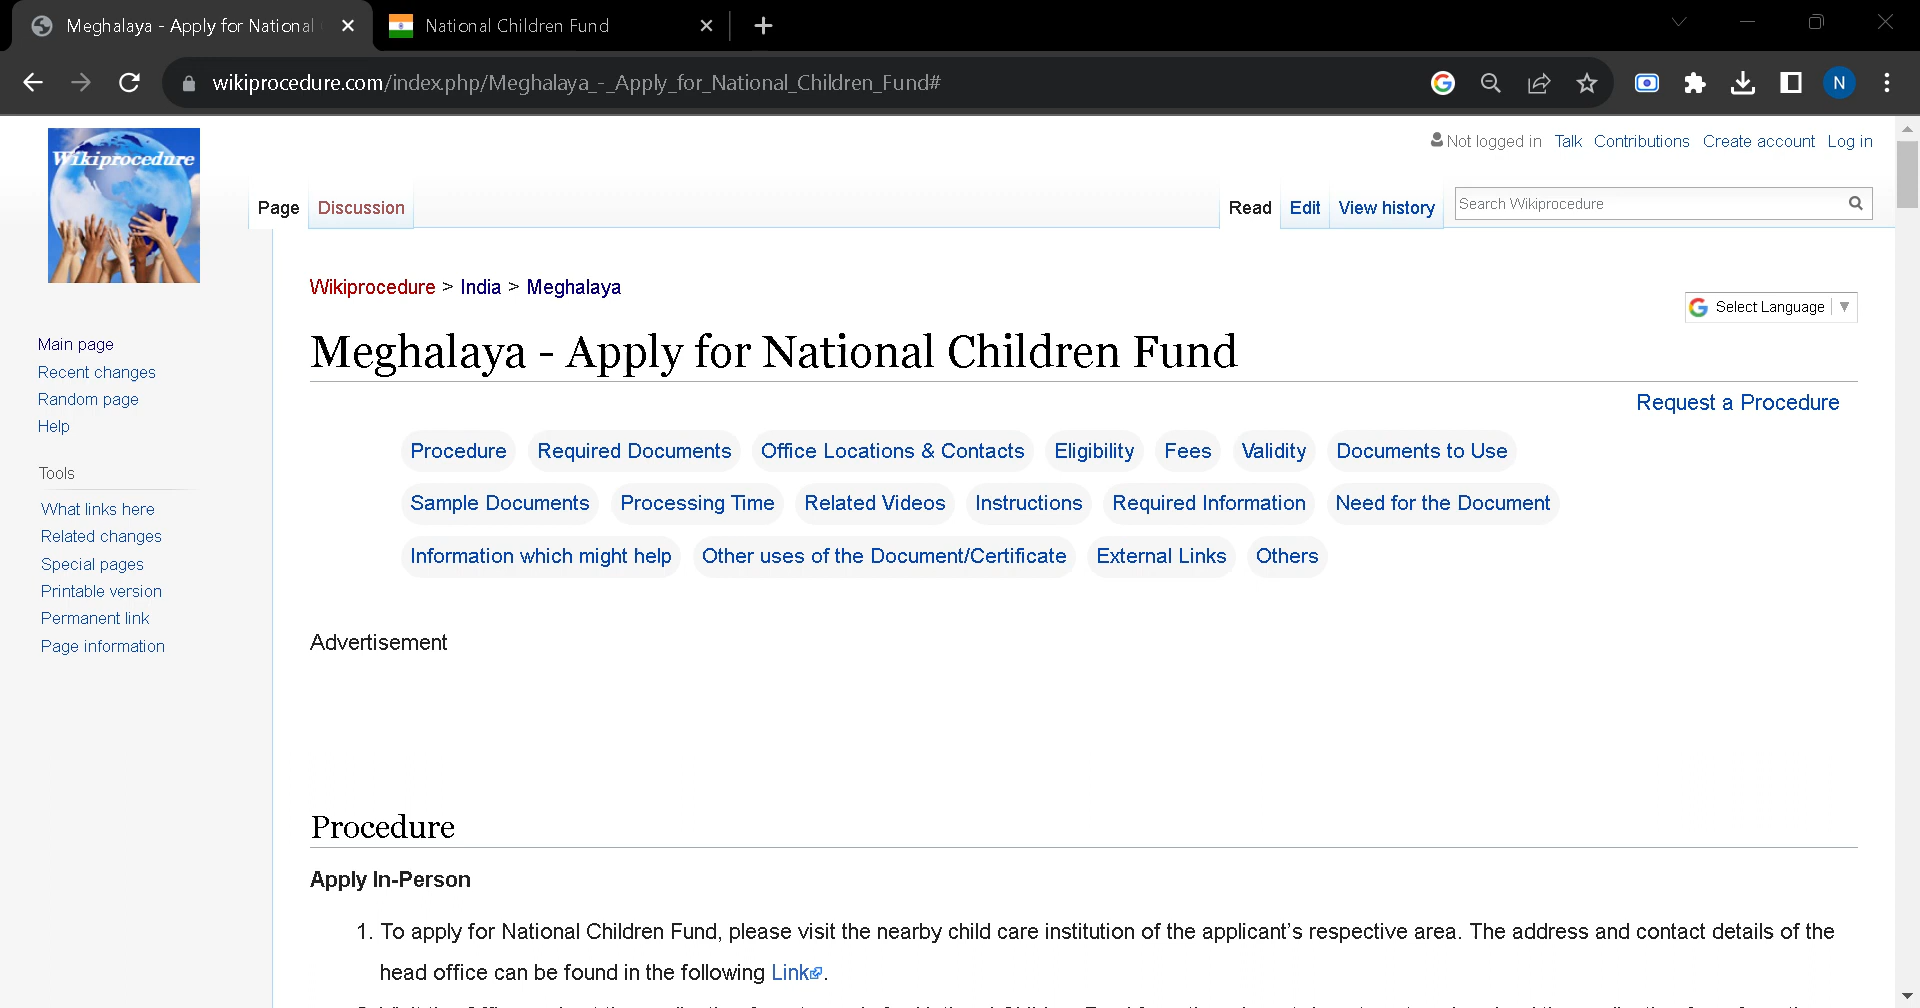 Meghalaya - Apply for National
National Children Fund
wikiprocedure.com/index.php/Meghalaya_-_Apply_for_National_Children_Fund#
N
Wikiprocedure
Not logged in Talk Contributions Create account Log in
Page Discussion Read Edit View history Search Wikiprocedure
Wikiprocedure > India > Meghalaya
Select Language ▼
Meghalaya - Apply for National Children Fund
Request a Procedure
Main page
Recent changes
Random page
Help
Tools
What links here
Related changes
Special pages
Printable version
Permanent link
Page information
Procedure Required Documents Office Locations & Contacts Eligibility Fees Validity Documents to Use
Sample Documents Processing Time Related Videos Instructions Required Information Need for the Document
Information which might help Other uses of the Document/Certificate External Links Others
Advertisement
Procedure
Apply In-Person
1. To apply for National Children Fund, please visit the nearby child care institution of the applicant's respective area. The address and contact details of the
head office can be found in the following Link.